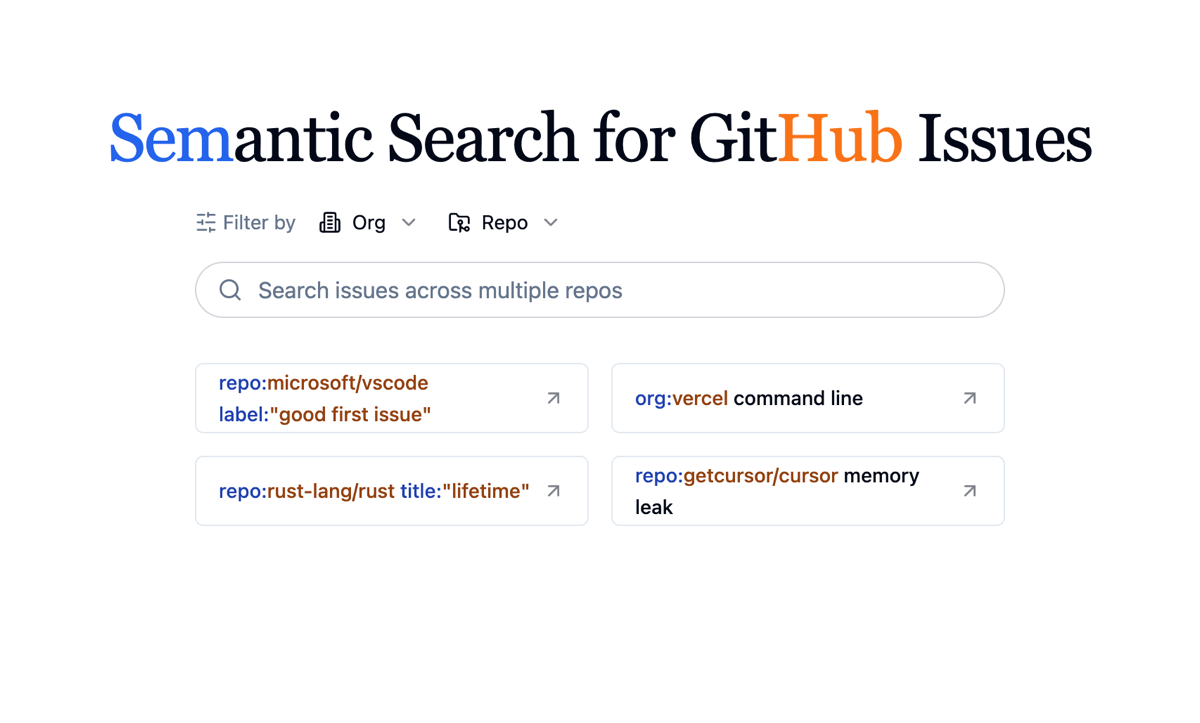 Semantic Search for GitHub Issues
Filter by Org Repo
Search issues across multiple repos
repo:microsoft/vscode
label:"good first issue"
org:vercel command line
repo:rust-lang/rust title:"lifetime"
repo:getcursor/cursor memory
leak